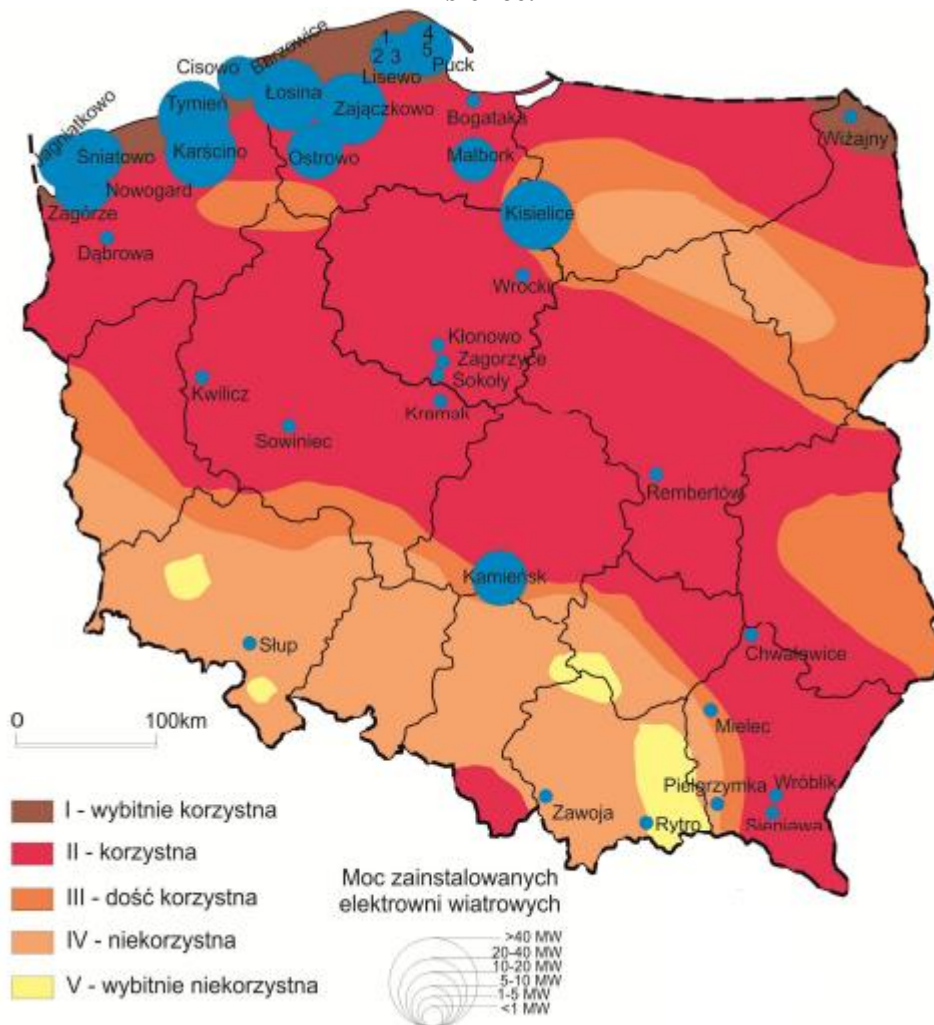 1
4
2 3
5
Barzowice
Cisowo
Lisewo
Puck
Łosina
Tymień
Zajączkowo
Bogataka
Wiżajny
Jagniątkowo
Śniatowo
Karścino
Ostrowo
Malbork
Nowogard
Zagórze
Kisielice
Dąbrowa
Wrocki
Kłonowo
Zagorzyce
Sokoły
Kwilicz
Kromak
Sowiniec
Rembertów
Kamieńsk
Słup
Chwałowice
0 100km
Mielec
Pielgrzymka
Wróblik
Zawoja
Rytro
Sieniawa
I - wybitnie korzystna
II - korzystna
III - dość korzystna
IV - niekorzystna
V - wybitnie niekorzystna
Moc zainstalowanych
elektrowni wiatrowych
>40 MW
20-40 MW
10-20 MW
5-10 MW
1-5 MW
<1 MW